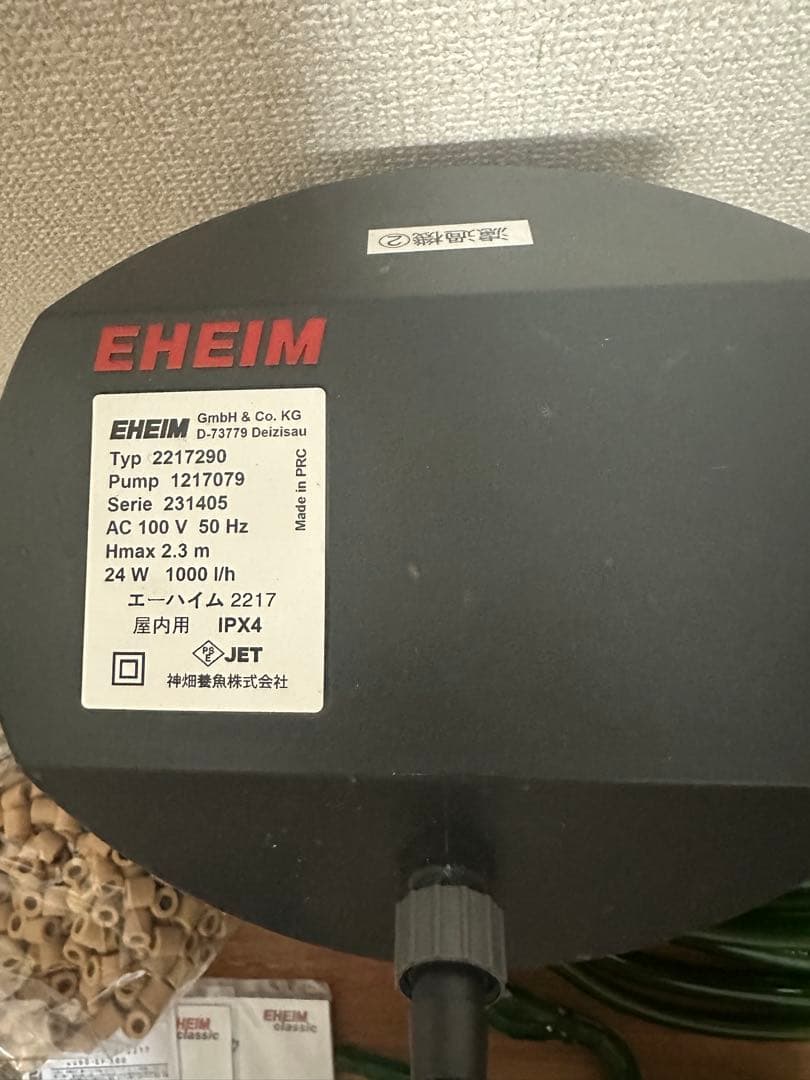 濾過機②
EHEIM
EHEIM GmbH & Co. KG
D-73779 Deizisau
Typ 2217290
Pump 1217079
Serie 231405
AC 100 V 50 Hz
Hmax 2.3 m
24 W 1000 l/h
Made in PRC
エーハイム 2217
屋内用 IPX4
PSE JET
神畑養魚株式会社
HEIM
classic
EHEIM
classic